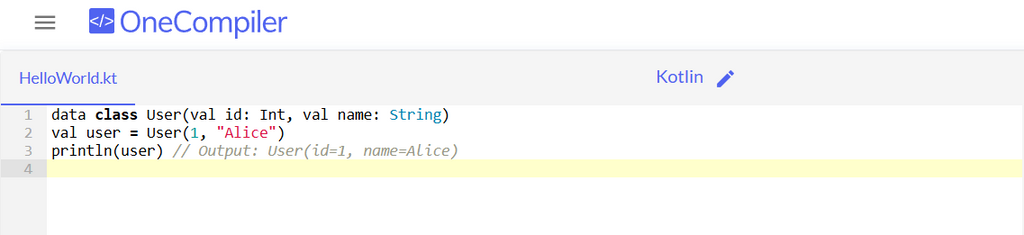 </> OneCompiler
HelloWorld.kt
Kotlin
1 data class User(val id: Int, val name: String)
2 val user = User(1, "Alice")
3 println(user) // Output: User(id=1, name=Alice)
4